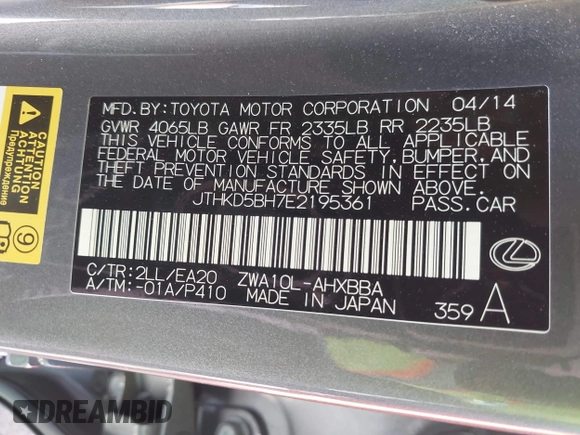 MFD.BY:TOYOTA MOTOR CORPORATION 04/14
GVWR 4065LB GAWR FR 2335LB RR 2235LB
THIS VEHICLE CONFORMS TO ALL APPLICABLE
FEDERAL MOTOR VEHICLE SAFETY,BUMPER,AND
THEFT PREVENTION STANDARDS IN EFFECT ON
THE DATE OF MANUFACTURE SHOWN ABOVE.
JTHKD5BH7E2195361 PASS.CAR
C/TR:2LL/EA20 ZWA10L-AHXBBA
A/TM:-01A/P410 MADE IN JAPAN
359 A
Caution
Attention
Предупреждение
9
DREAMBID